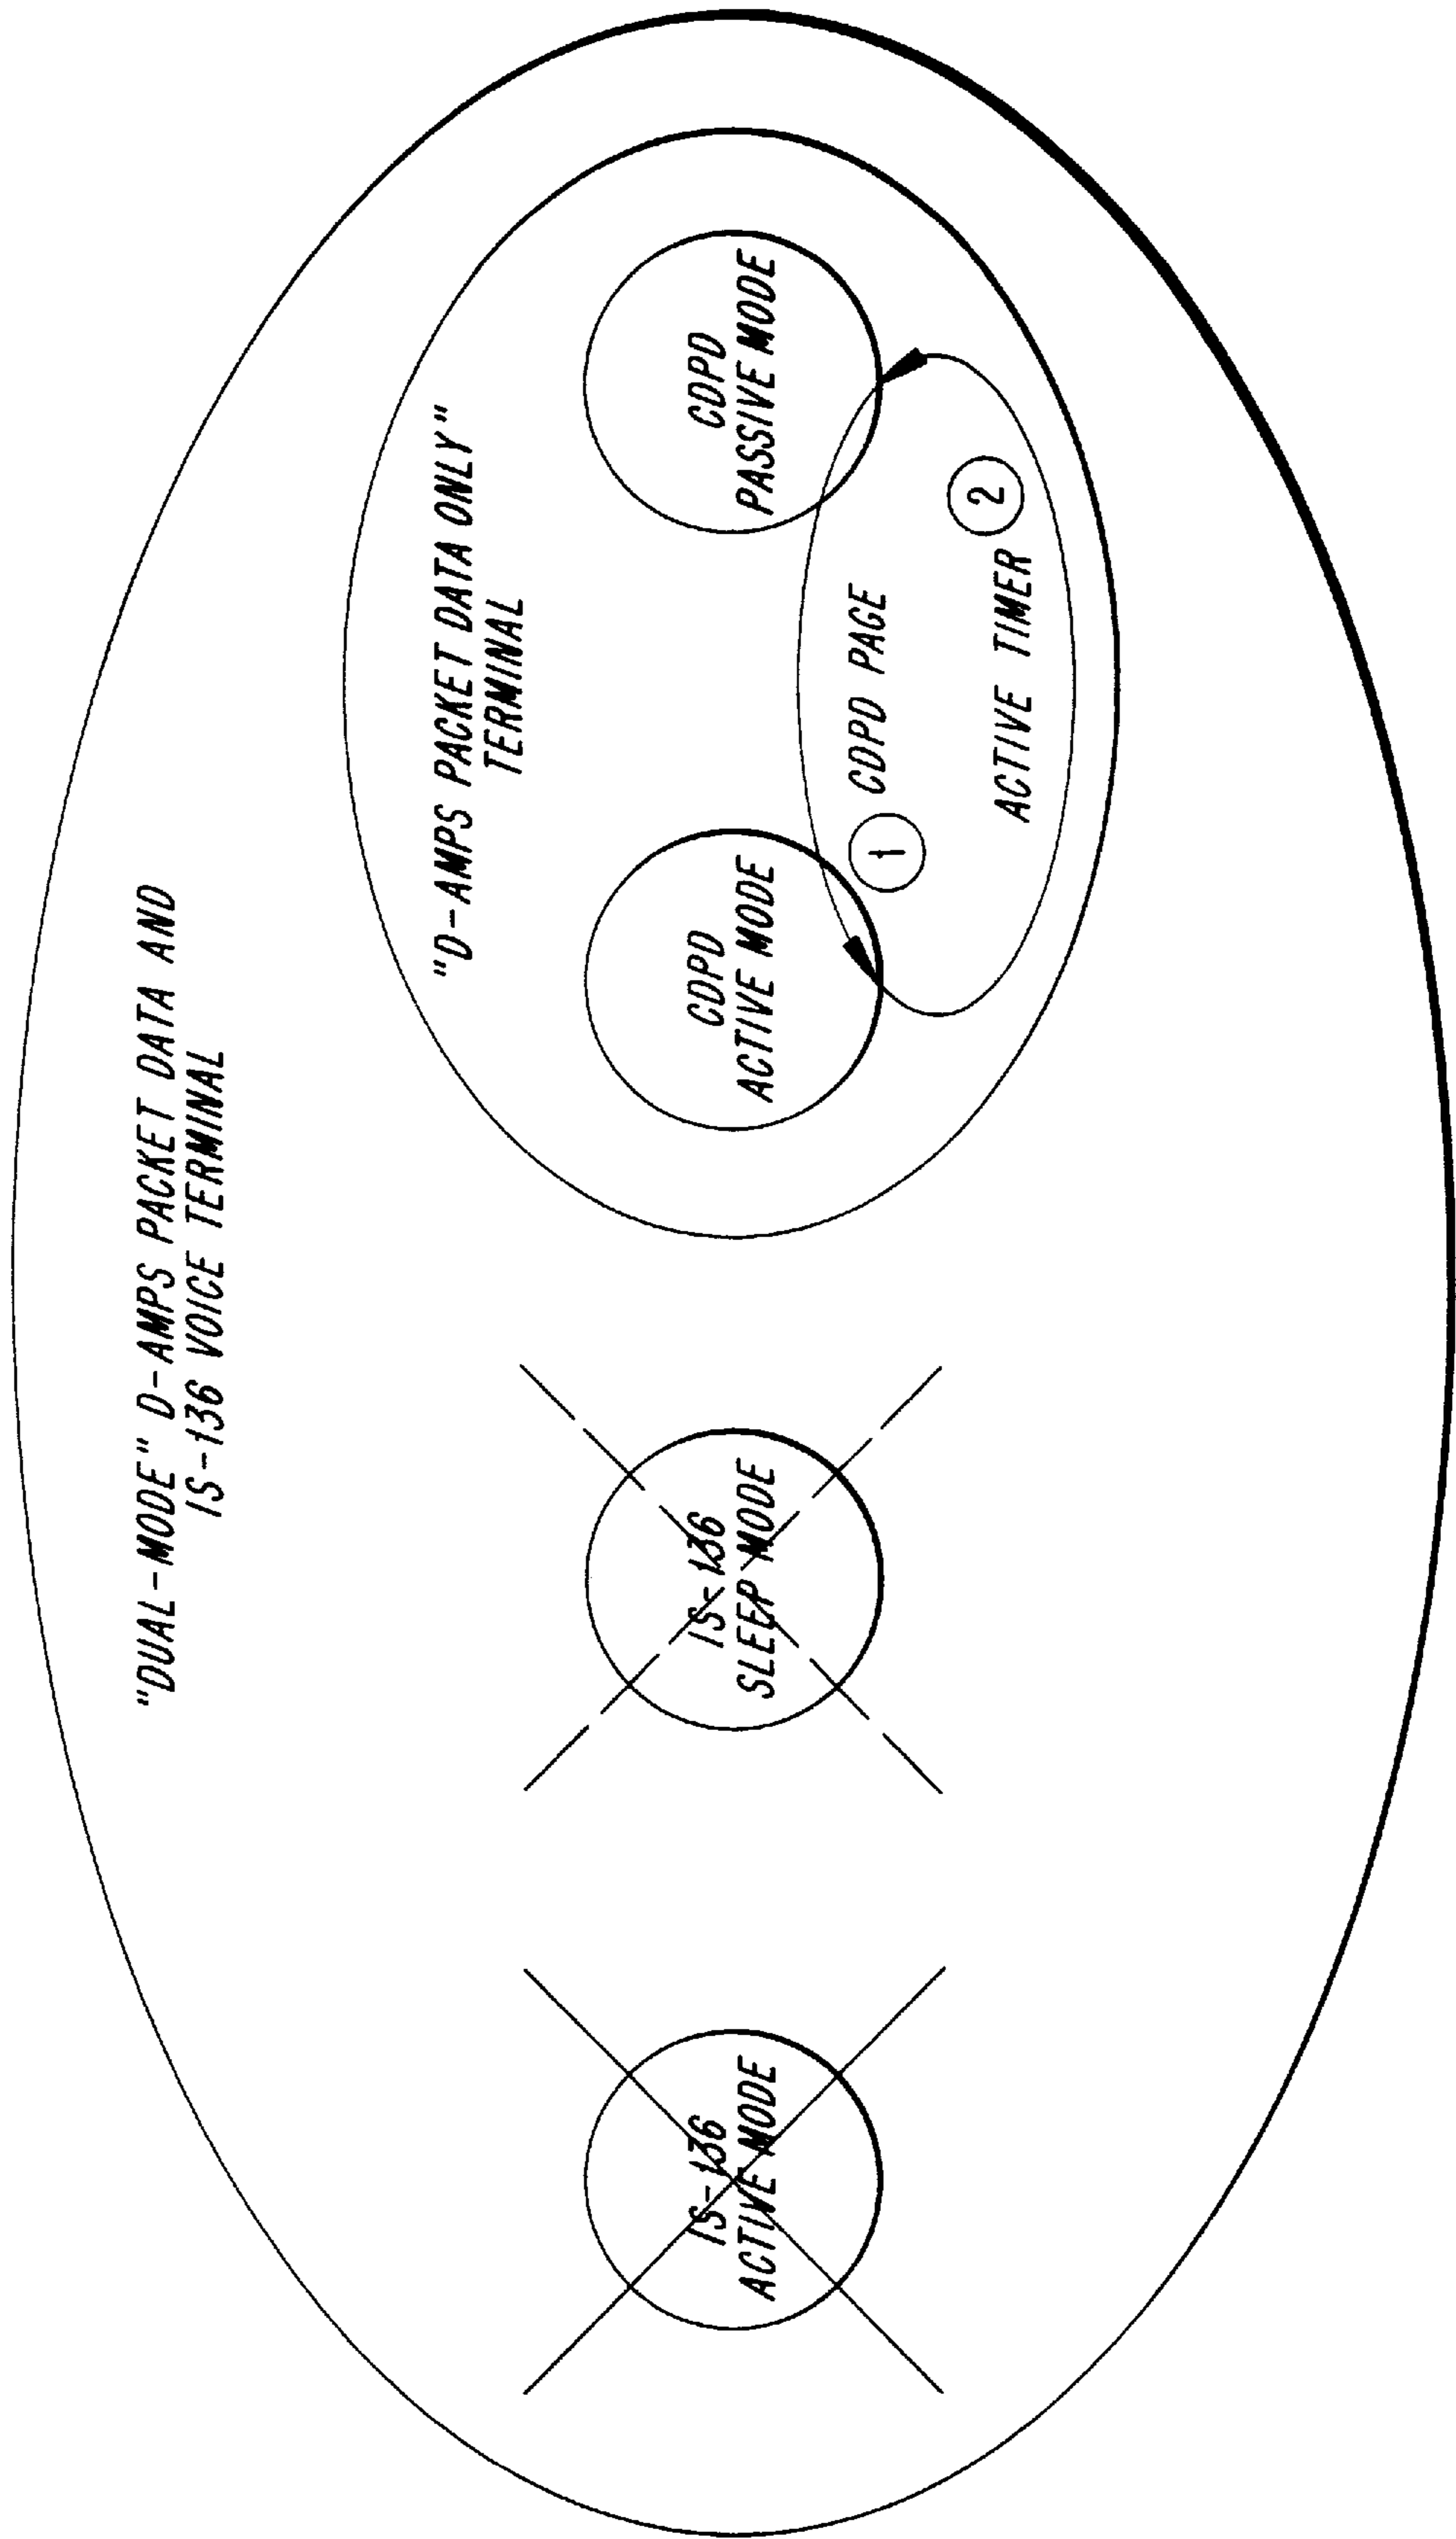 "DUAL-MODE" D-AMPS PACKET DATA AND
IS-136 VOICE TERMINAL
"D-AMPS PACKET DATA ONLY"
TERMINAL
IS-136
ACTIVE MODE
IS-136
SLEEP MODE
CDPD
ACTIVE MODE
CDPD
PASSIVE MODE
1 CDPD PAGE
ACTIVE TIMER 2